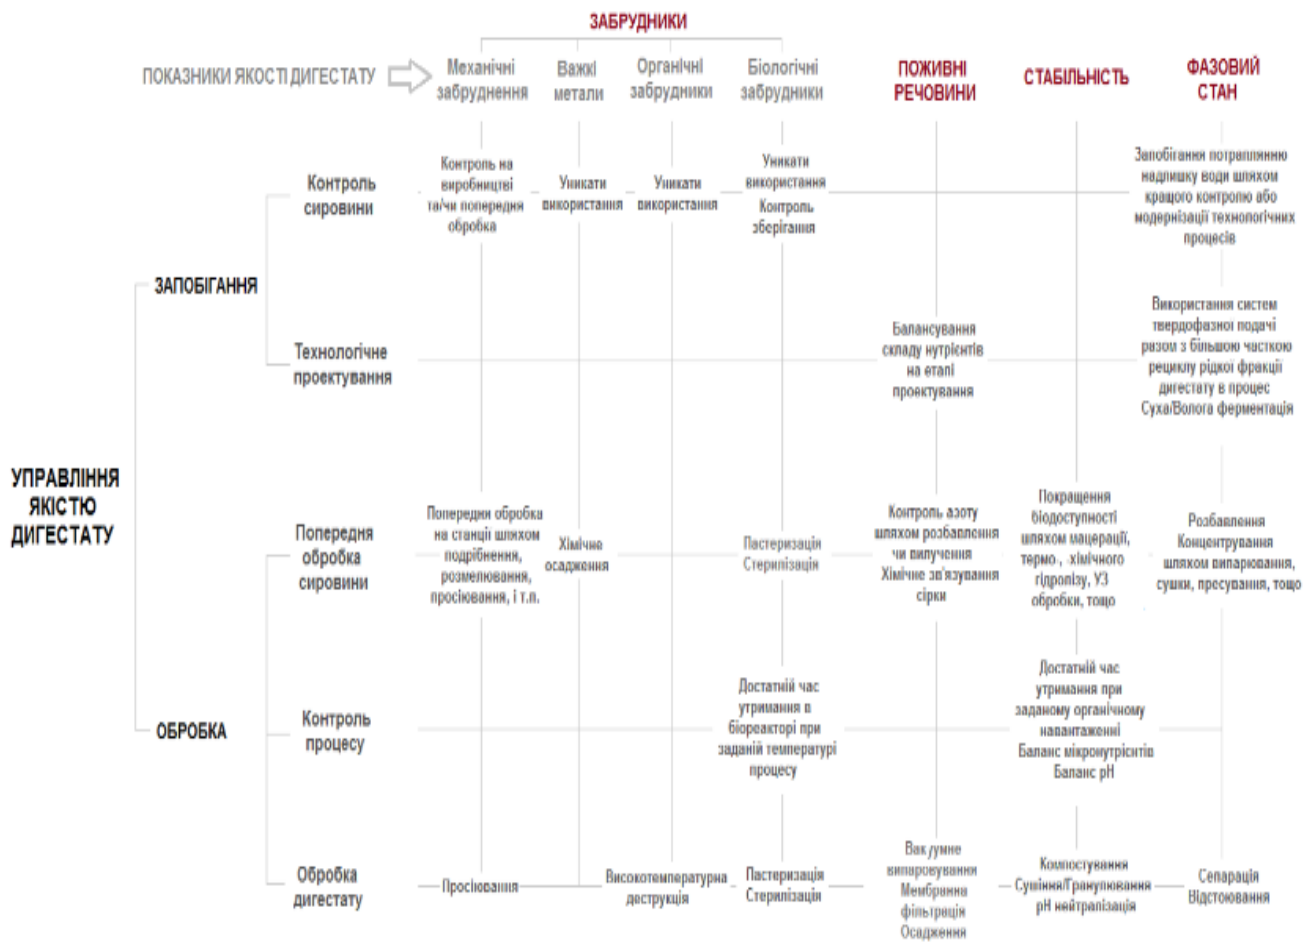 ЗАБРУДНИКИ
ПОКАЗНИКИ ЯКОСТІ ДИГЕСТАТУ
Механічні
забруднення
Важкі
метали
Органічні
забрудники
Біологічні
забрудники
ПОЖИВНІ
РЕЧОВИНИ
СТАБІЛЬНІСТЬ
ФАЗОВИЙ
СТАН
УПРАВЛІННЯ
ЯКІСТЮ
ДИГЕСТАТУ
ЗАПОБІГАННЯ
Контроль
сировини
Контроль на
виробництві
та/чи попередня
обробка
Уникати
використання
Уникати
використання
Уникати
використання
Контроль
зберігання
Запобігання потраплянню
надлишку води шляхом
кращого контролю або
модернізації технологічних
процесів
Технологічне
проектування
Балансування
складу нутрієнтів
на етапі
проектування
Використання систем
твердофазної подачі
разом з більшою часткою
рециклу рідкої фракції
дигестату в процес
Суха/Волога ферментація
ОБРОБКА
Попередня
обробка
сировини
Попередня обробка
на станції шляхом
подрібнення,
розмелювання,
просіювання, і т.п.
Хімічне
осадження
Пастеризація
Стерилізація
Контроль азоту
шляхом розбавлення
чи вилучення
Хімічне зв'язування
сірки
Покращення
біодоступності
шляхом мацерації,
термо-, хімічного
гідролізу, УЗ
обробки, тощо
Розбавлення
Концентрування
шляхом випарювання,
сушки, пресування, тощо
Контроль
процесу
Достатній час
утримання в
біореакторі при
заданій температурі
процесу
Достатній час
утримання при
заданому органічному
навантаженні
Баланс мікронутрієнтів
Баланс pH
Обробка
дигестату
Просіювання
Високотемпературна
деструкція
Пастеризація
Стерилізація
Вакуумне
випаровування
Мембранна
фільтрація
Осадження
Компостування
Сушіння/Гранулювання
pH нейтралізація
Сепарація
Відстоювання